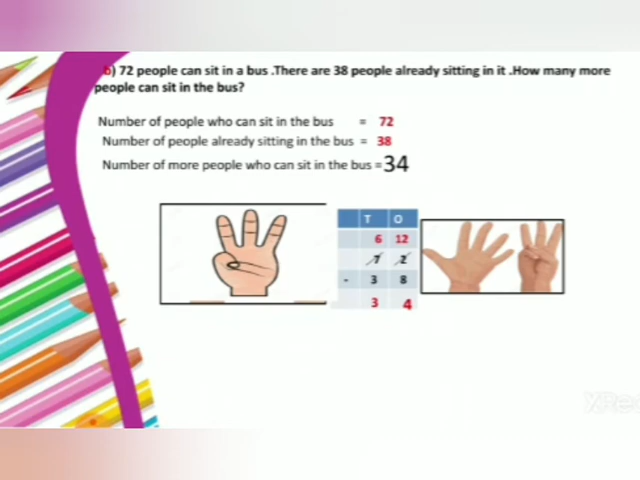 b) 72 people can sit in a bus .There are 38 people already sitting in it .How many more
people can sit in the bus?
Number of people who can sit in the bus = 72
Number of people already sitting in the bus = 38
Number of more people who can sit in the bus = 34
T O
6 12
7 2
- 3 8
3 4